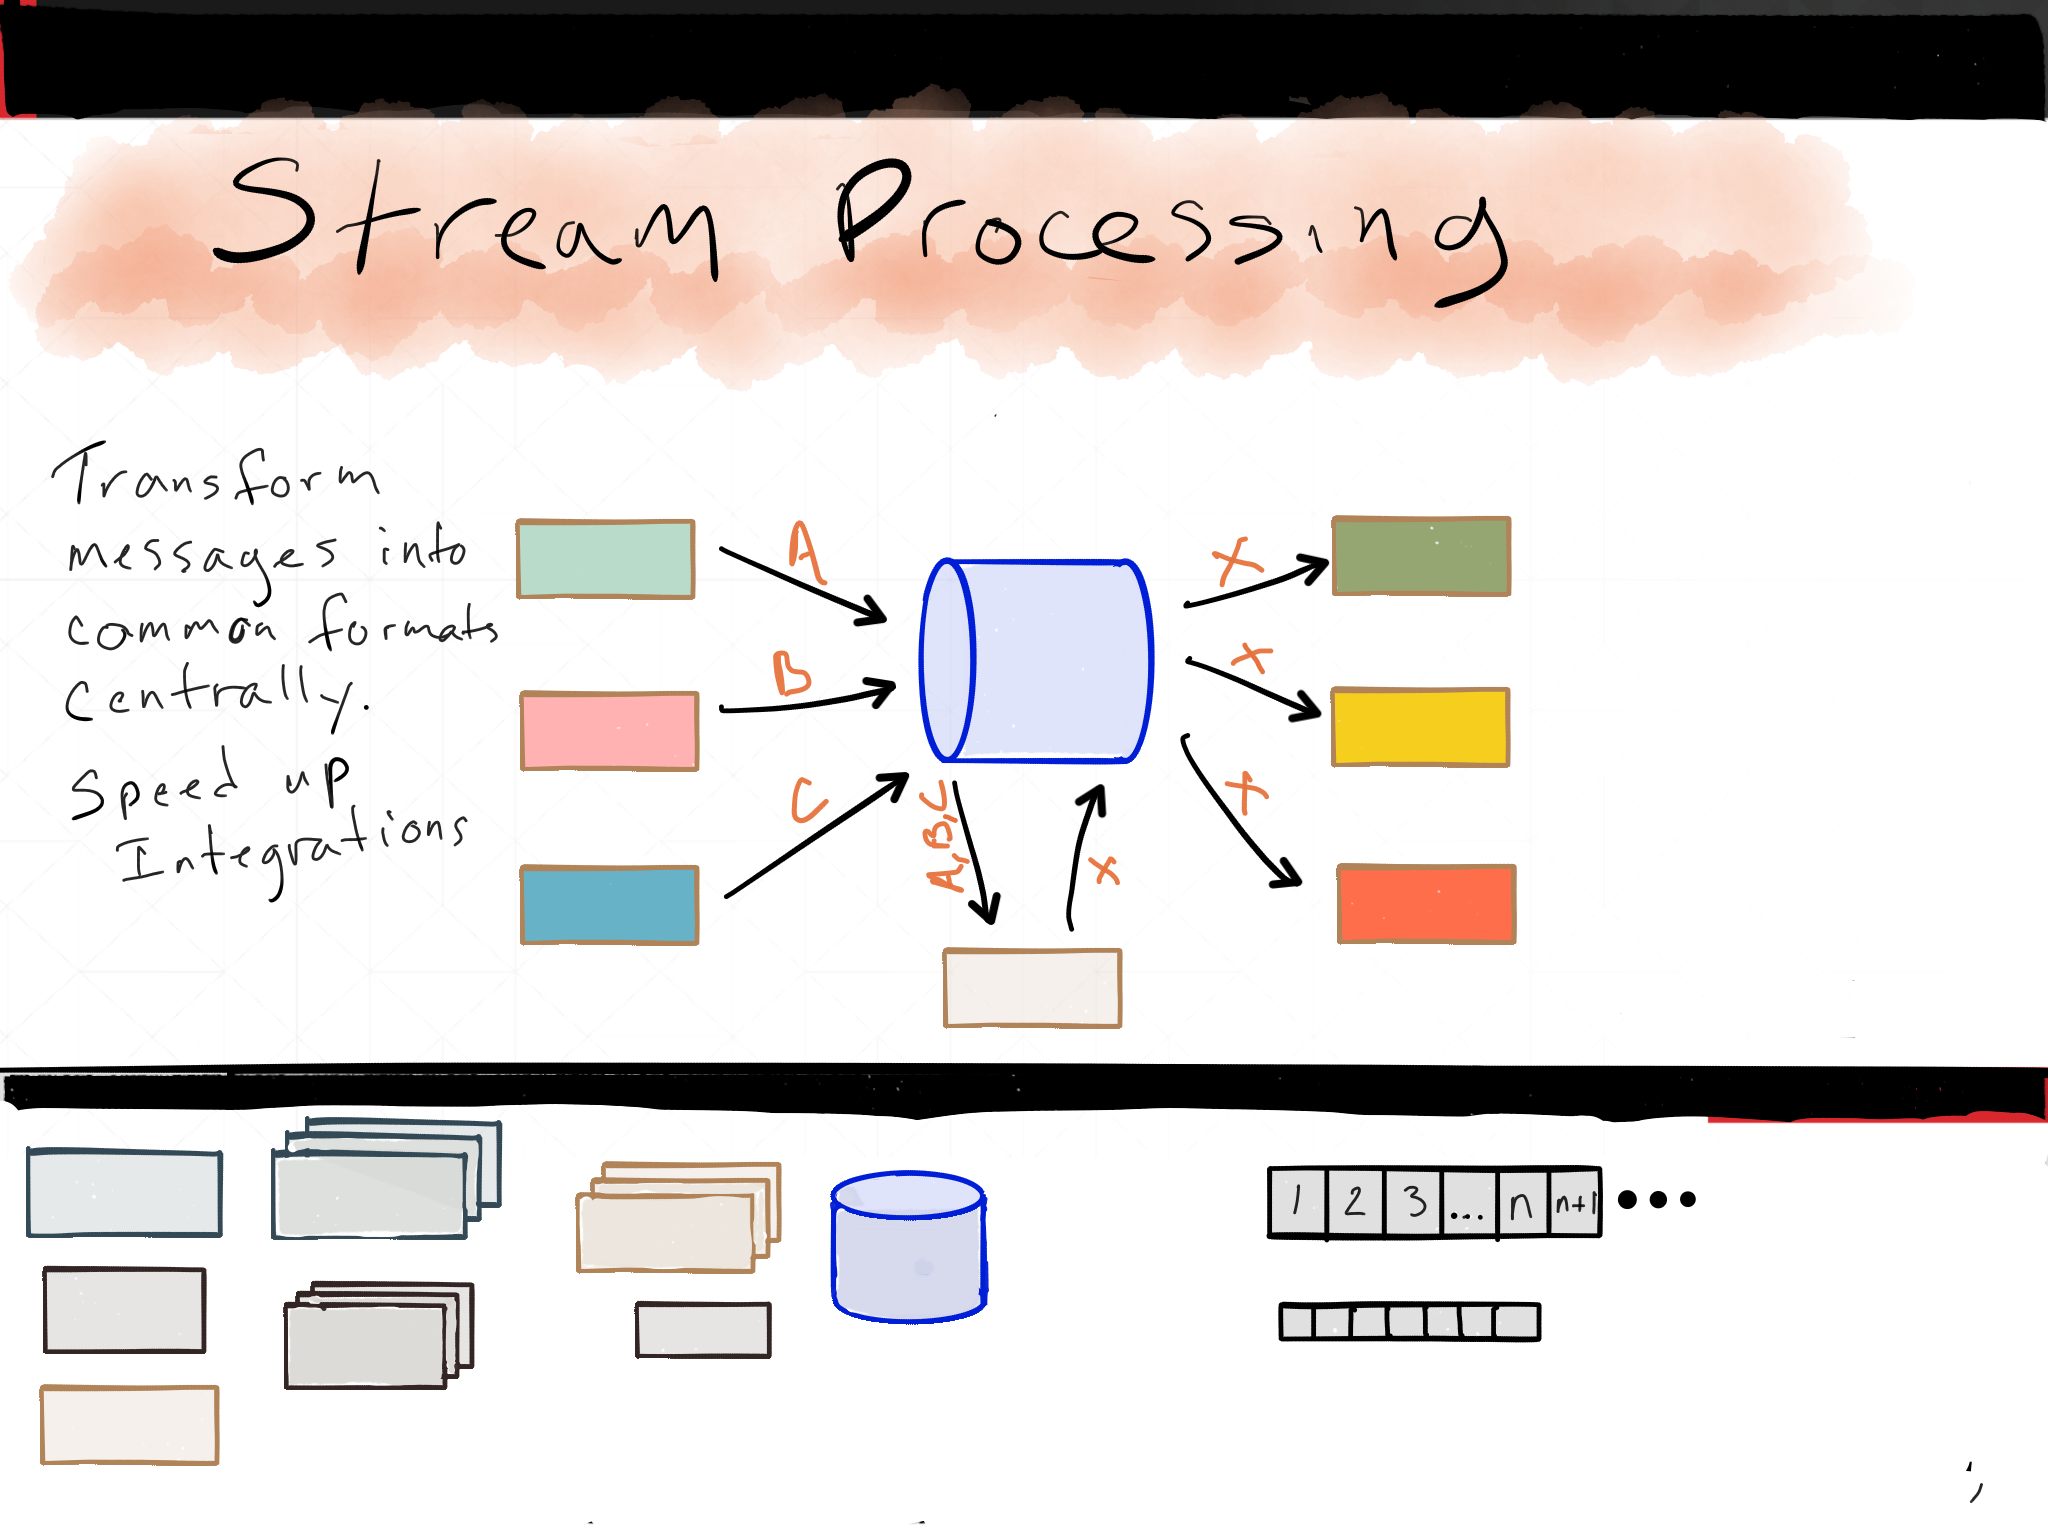 Stream Processing
Transform
messages into
common formats
centrally.
Speed up
Integrations
A
B
C
A,B,C
X
X
X
X
1 2 3 ... n n+1 •••